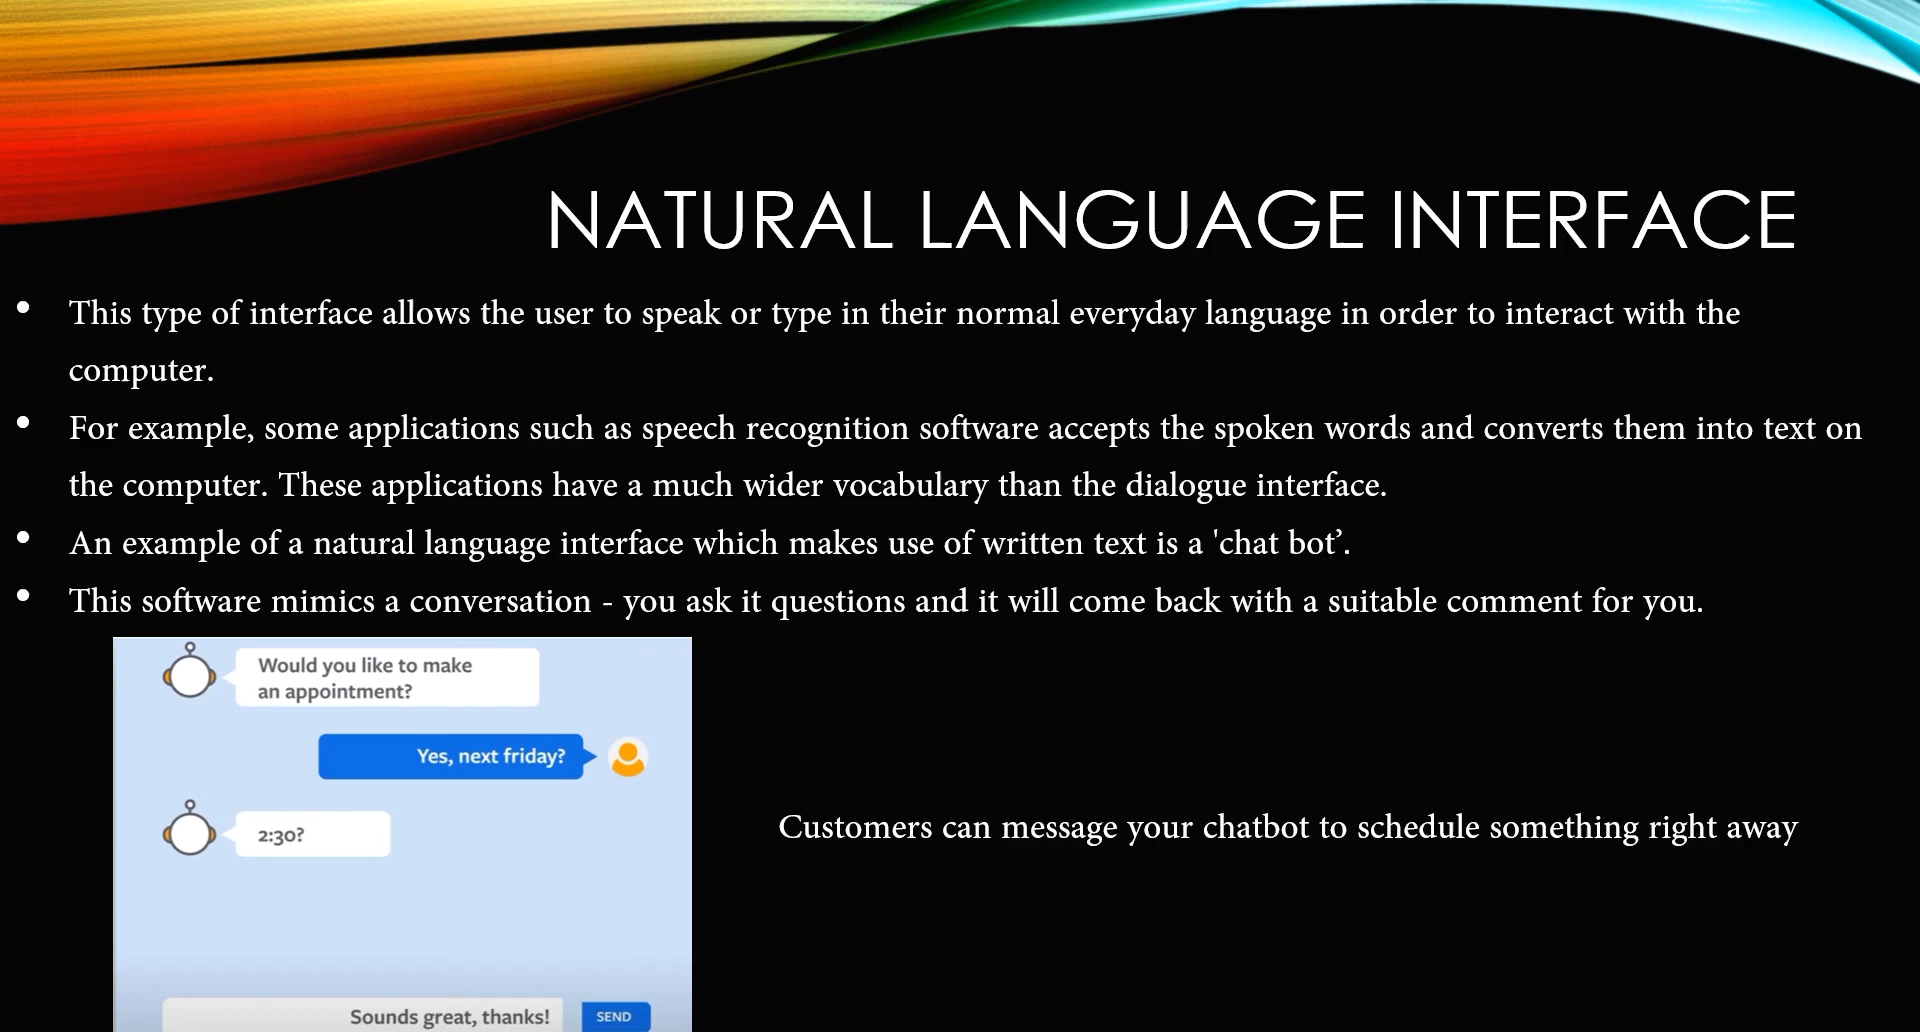 NATURAL LANGUAGE INTERFACE
• This type of interface allows the user to speak or type in their normal everyday language in order to interact with the
computer.
• For example, some applications such as speech recognition software accepts the spoken words and converts them into text on
the computer. These applications have a much wider vocabulary than the dialogue interface.
• An example of a natural language interface which makes use of written text is a 'chat bot’.
• This software mimics a conversation - you ask it questions and it will come back with a suitable comment for you.
Would you like to make
an appointment?
Yes, next friday?
2:30?
Sounds great, thanks!
SEND
Customers can message your chatbot to schedule something right away